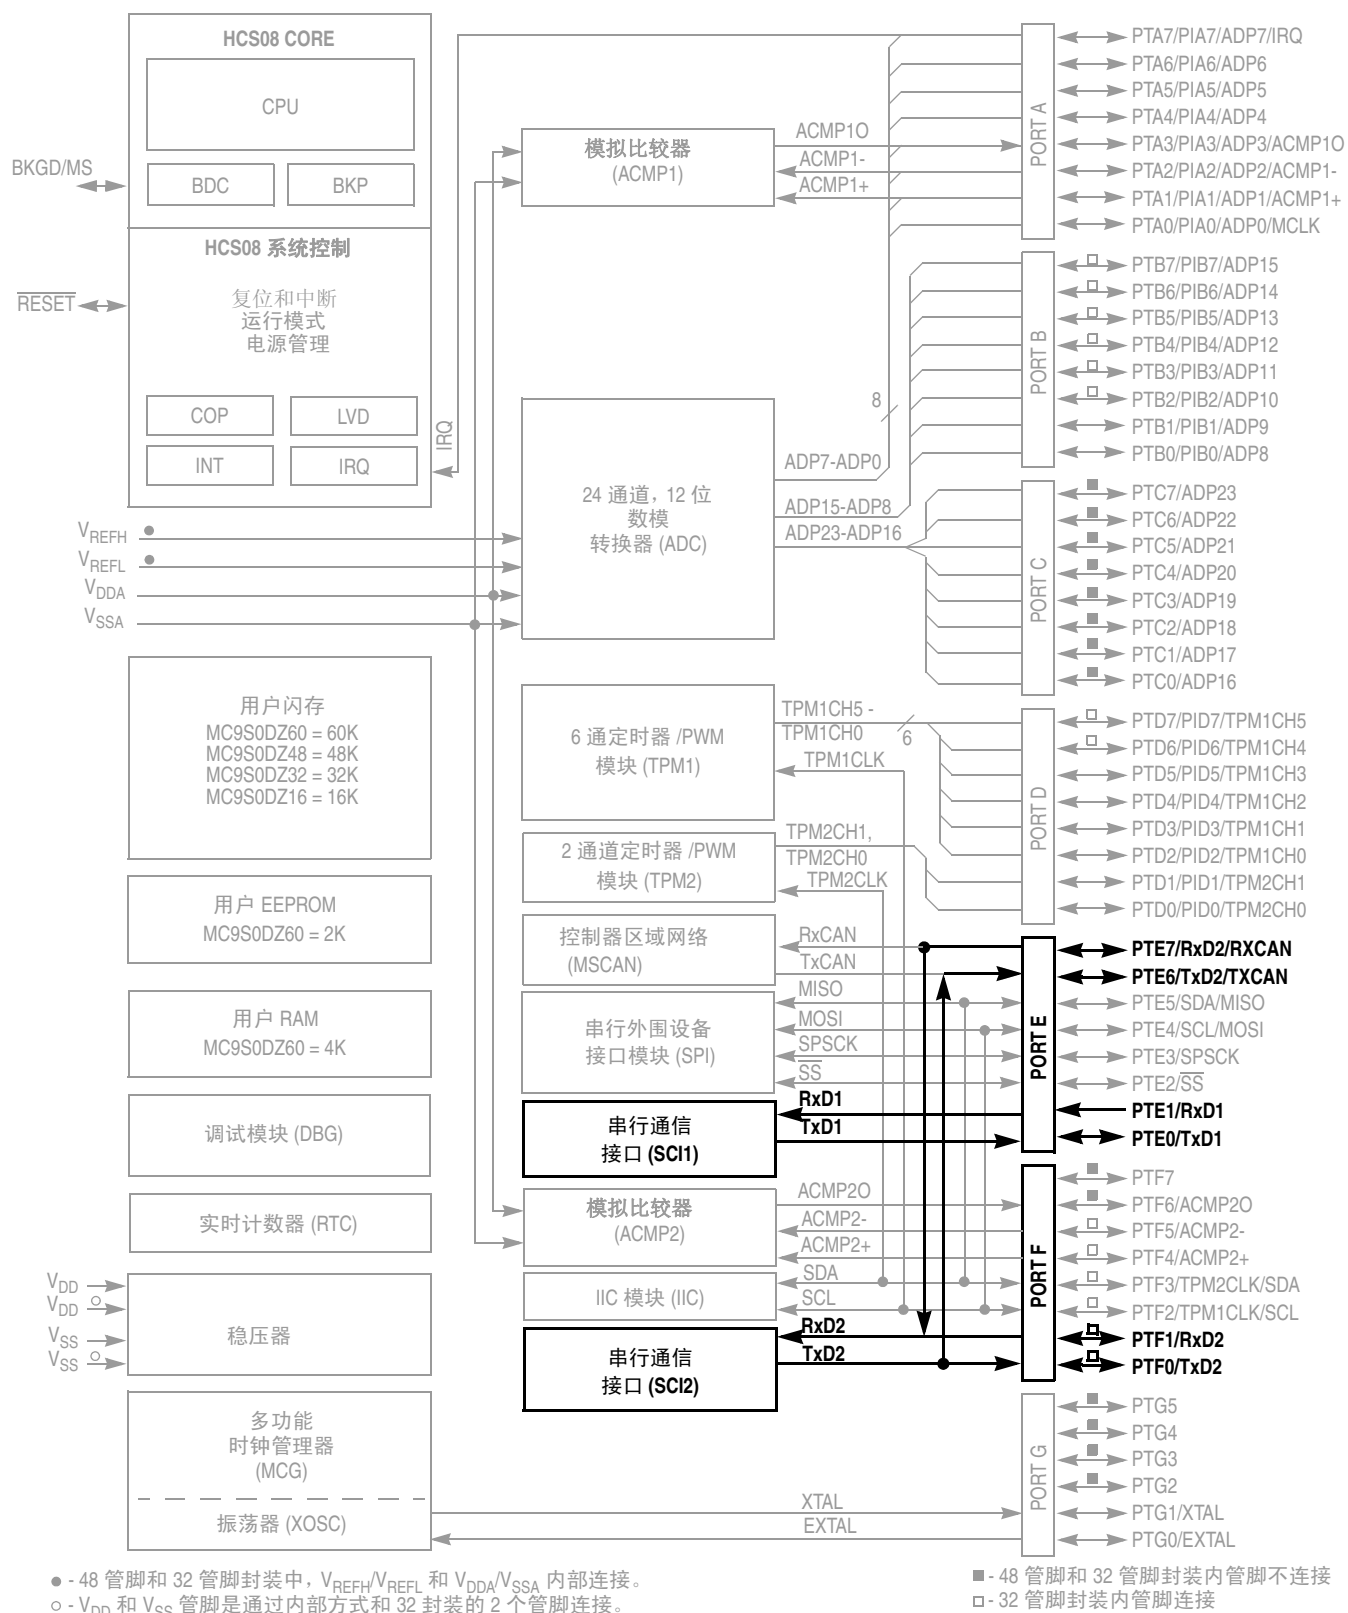 HCS08 CORE
CPU
BDC
BKP
BKGD/MS
HCS08 系统控制
复位和中断
运行模式
电源管理
RESET
COP
LVD
INT
IRQ
IRQ
VREFH
VREFL
VDDA
VSSA
用户闪存
MC9S0DZ60 = 60K
MC9S0DZ48 = 48K
MC9S0DZ32 = 32K
MC9S0DZ16 = 16K
用户 EEPROM
MC9S0DZ60 = 2K
用户 RAM
MC9S0DZ60 = 4K
调试模块 (DBG)
实时计数器 (RTC)
VDD
VDD
VSS
VSS
稳压器
多功能
时钟管理器
(MCG)
振荡器 (XOSC)
模拟比较器
(ACMP1)
ACMP1O
ACMP1-
ACMP1+
24 通道, 12 位
数模
转换器 (ADC)
8
ADP7-ADP0
ADP15-ADP8
ADP23-ADP16
6 通定时器 /PWM
模块 (TPM1)
TPM1CH5 -
TPM1CH0
6
TPM1CLK
2 通道定时器 /PWM
模块 (TPM2)
TPM2CH1,
TPM2CH0
TPM2CLK
控制器区域网络
(MSCAN)
RxCAN
TxCAN
串行外围设备
接口模块 (SPI)
MISO
MOSI
SPSCK
SS
串行通信
接口 (SCI1)
RxD1
TxD1
模拟比较器
(ACMP2)
ACMP2O
ACMP2-
ACMP2+
IIC 模块 (IIC)
SDA
SCL
串行通信
接口 (SCI2)
RxD2
TxD2
XTAL
EXTAL
PORT A
PTA7/PIA7/ADP7/IRQ
PTA6/PIA6/ADP6
PTA5/PIA5/ADP5
PTA4/PIA4/ADP4
PTA3/PIA3/ADP3/ACMP1O
PTA2/PIA2/ADP2/ACMP1-
PTA1/PIA1/ADP1/ACMP1+
PTA0/PIA0/ADP0/MCLK
PORT B
PTB7/PIB7/ADP15
PTB6/PIB6/ADP14
PTB5/PIB5/ADP13
PTB4/PIB4/ADP12
PTB3/PIB3/ADP11
PTB2/PIB2/ADP10
PTB1/PIB1/ADP9
PTB0/PIB0/ADP8
PORT C
PTC7/ADP23
PTC6/ADP22
PTC5/ADP21
PTC4/ADP20
PTC3/ADP19
PTC2/ADP18
PTC1/ADP17
PTC0/ADP16
PORT D
PTD7/PID7/TPM1CH5
PTD6/PID6/TPM1CH4
PTD5/PID5/TPM1CH3
PTD4/PID4/TPM1CH2
PTD3/PID3/TPM1CH1
PTD2/PID2/TPM1CH0
PTD1/PID1/TPM2CH1
PTD0/PID0/TPM2CH0
PORT E
PTE7/RxD2/RXCAN
PTE6/TxD2/TXCAN
PTE5/SDA/MISO
PTE4/SCL/MOSI
PTE3/SPSCK
PTE2/SS
PTE1/RxD1
PTE0/TxD1
PORT F
PTF7
PTF6/ACMP2O
PTF5/ACMP2-
PTF4/ACMP2+
PTF3/TPM2CLK/SDA
PTF2/TPM1CLK/SCL
PTF1/RxD2
PTF0/TxD2
PORT G
PTG5
PTG4
PTG3
PTG2
PTG1/XTAL
PTG0/EXTAL
● - 48 管脚和 32 管脚封装中, VREFH/VREFL 和 VDDA/VSSA 内部连接。
○ - VDD 和 VSS 管脚是通过内部方式和 32 封装的 2 个管脚连接。
■ - 48 管脚和 32 管脚封装内管脚不连接
□ - 32 管脚封装内管脚连接